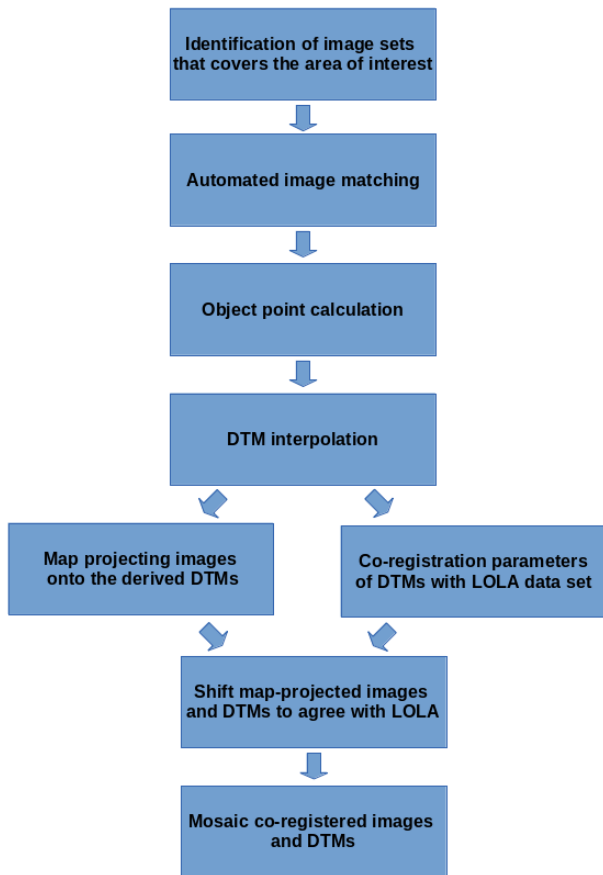 Identification of image sets
that covers the area of interest
Automated image matching
Object point calculation
DTM interpolation
Map projecting images
onto the derived DTMs
Co-registration parameters
of DTMs with LOLA data set
Shift map-projected images
and DTMs to agree with LOLA
Mosaic co-registered images
and DTMs